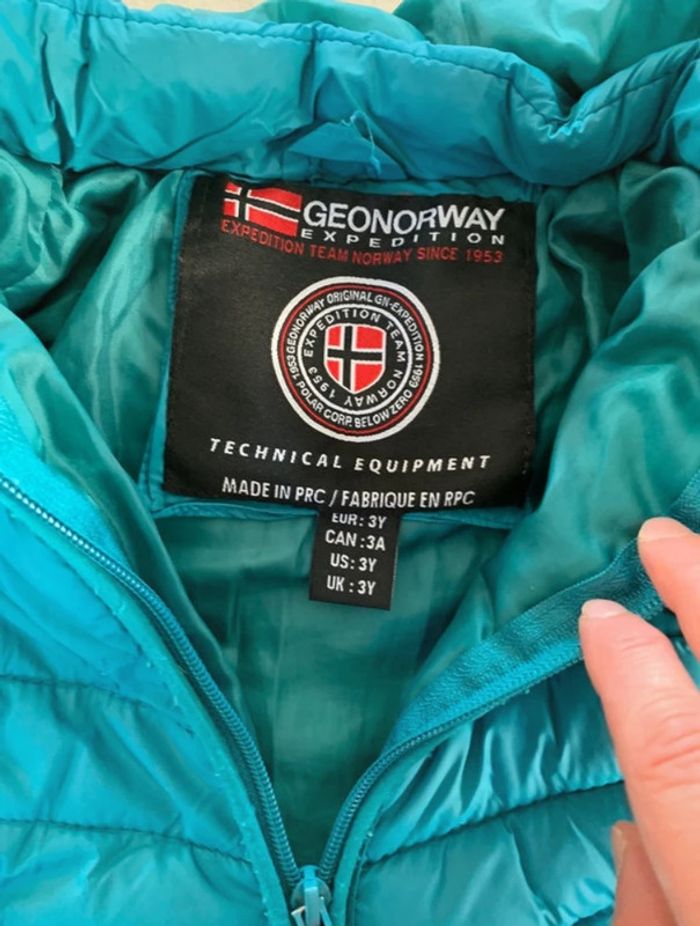 GEONORWAY
EXPEDITION
EXPEDITION TEAM NORWAY SINCE 1953
GEONORWAY ORIGINAL GN-EXPEDITION 1953
POLAR CORP. BELOW ZERO 1953
EXPEDITION TEAM
NORWAY 1953
TECHNICAL EQUIPMENT
MADE IN PRC / FABRIQUE EN RPC
EUR: 3Y
CAN :3A
US: 3Y
UK : 3Y